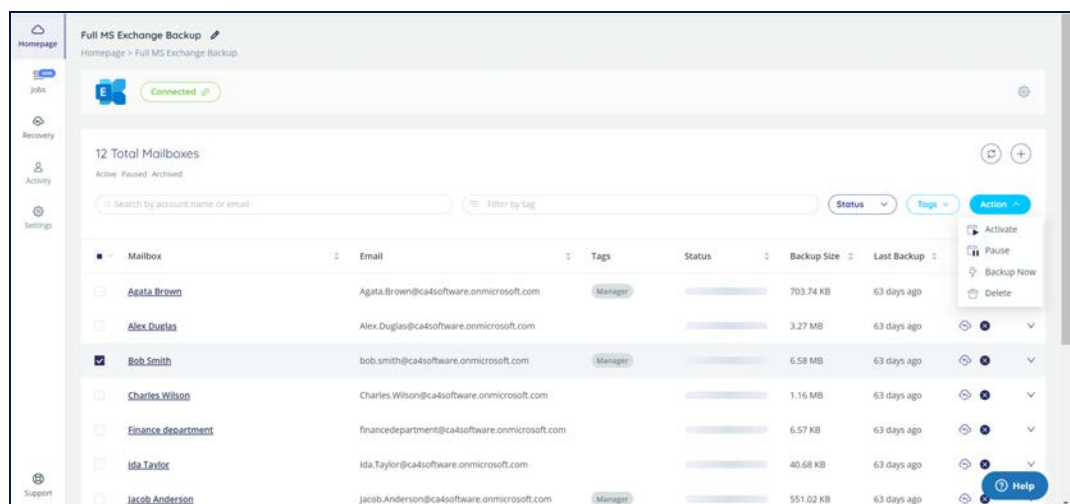 Homepage
Jobs
Recovery
Activity
Settings
Support
Full MS Exchange Backup
Homepage > Full MS Exchange Backup
E
Connected
12 Total Mailboxes
Active Paused Archived
Search by account name or email
Filter by tag
Status
Tags
Action
Activate
Pause
Backup Now
Delete
Mailbox Email Tags Status Backup Size Last Backup
Agata Brown Agata.Brown@ca4software.onmicrosoft.com Manager 703.74 KB 63 days ago
Alex Duglas Alex.Duglas@ca4software.onmicrosoft.com 3.27 MB 63 days ago
Bob Smith bob.smith@ca4software.onmicrosoft.com Manager 6.58 MB 63 days ago
Charles Wilson Charles.Wilson@ca4software.onmicrosoft.com 1.16 MB 63 days ago
Finance department financedepartment@ca4software.onmicrosoft.com 6.57 KB 63 days ago
Ida Taylor Ida.Taylor@ca4software.onmicrosoft.com 40.68 KB 63 days ago
Jacob Anderson Jacob.Anderson@ca4software.onmicrosoft.com Manager 551.02 KB 63 days ago
Help